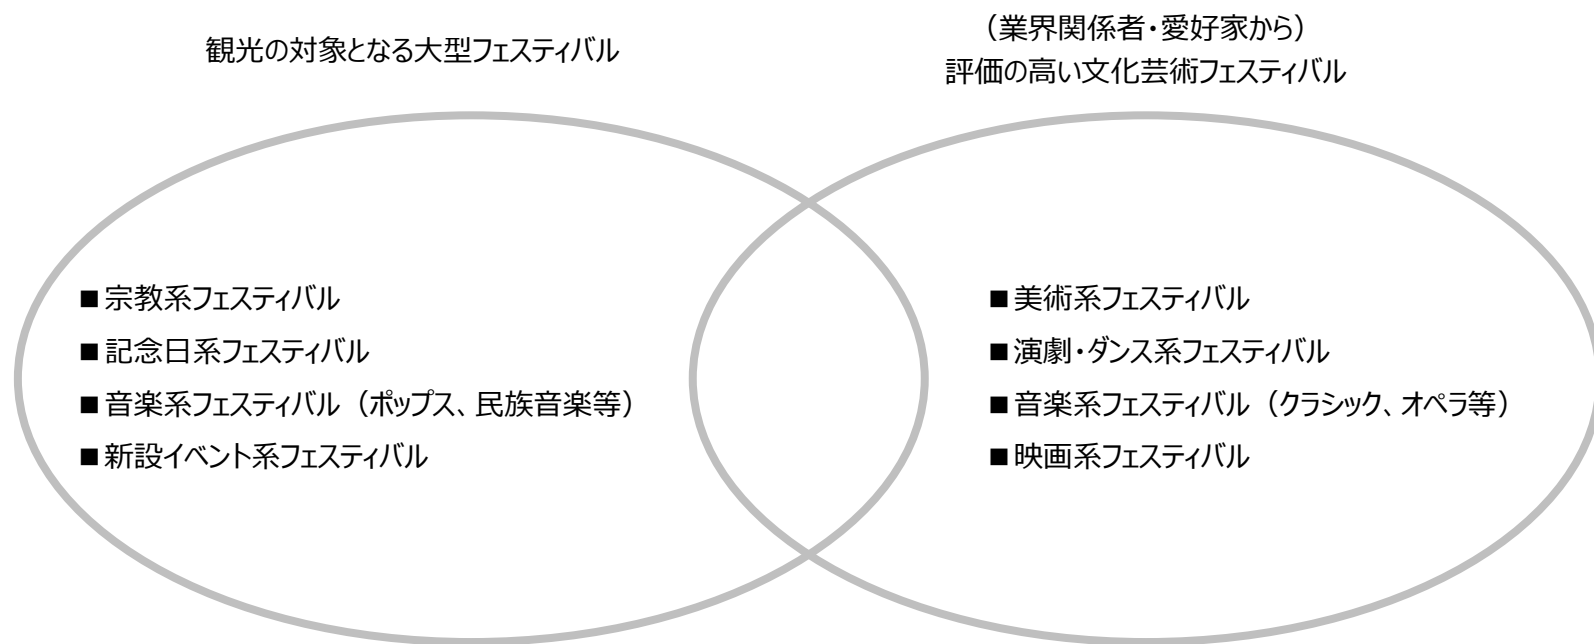 観光の対象となる大型フェスティバル
（業界関係者・愛好家から）
評価の高い文化芸術フェスティバル
■宗教系フェスティバル
■記念日系フェスティバル
■音楽系フェスティバル（ポップス、民族音楽等）
■新設イベント系フェスティバル
■美術系フェスティバル
■演劇・ダンス系フェスティバル
■音楽系フェスティバル（クラシック、オペラ等）
■映画系フェスティバル